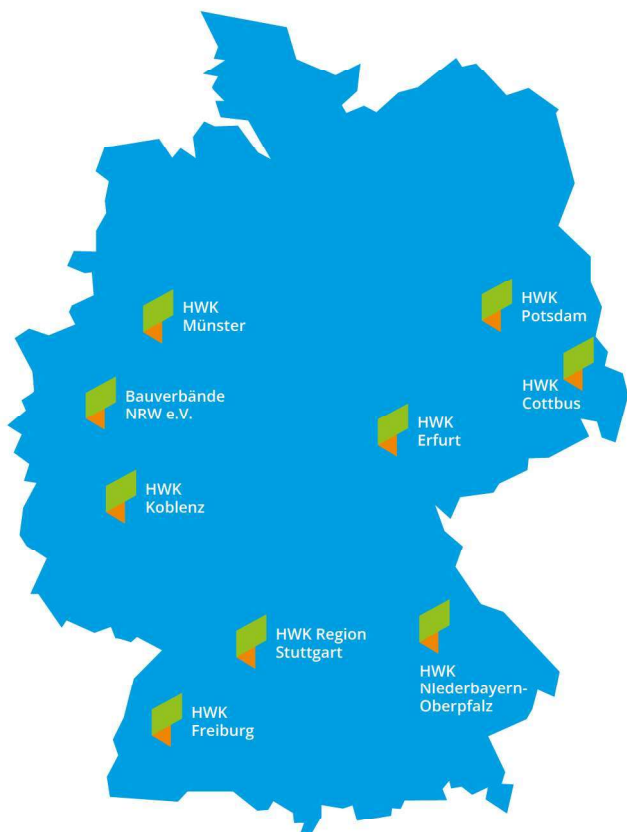 HWK
Münster
HWK
Potsdam
HWK
Cottbus
Bauverbände
NRW e.V.
HWK
Erfurt
HWK
Koblenz
HWK Region
Stuttgart
HWK
Niederbayern-
Oberpfalz
HWK
Freiburg